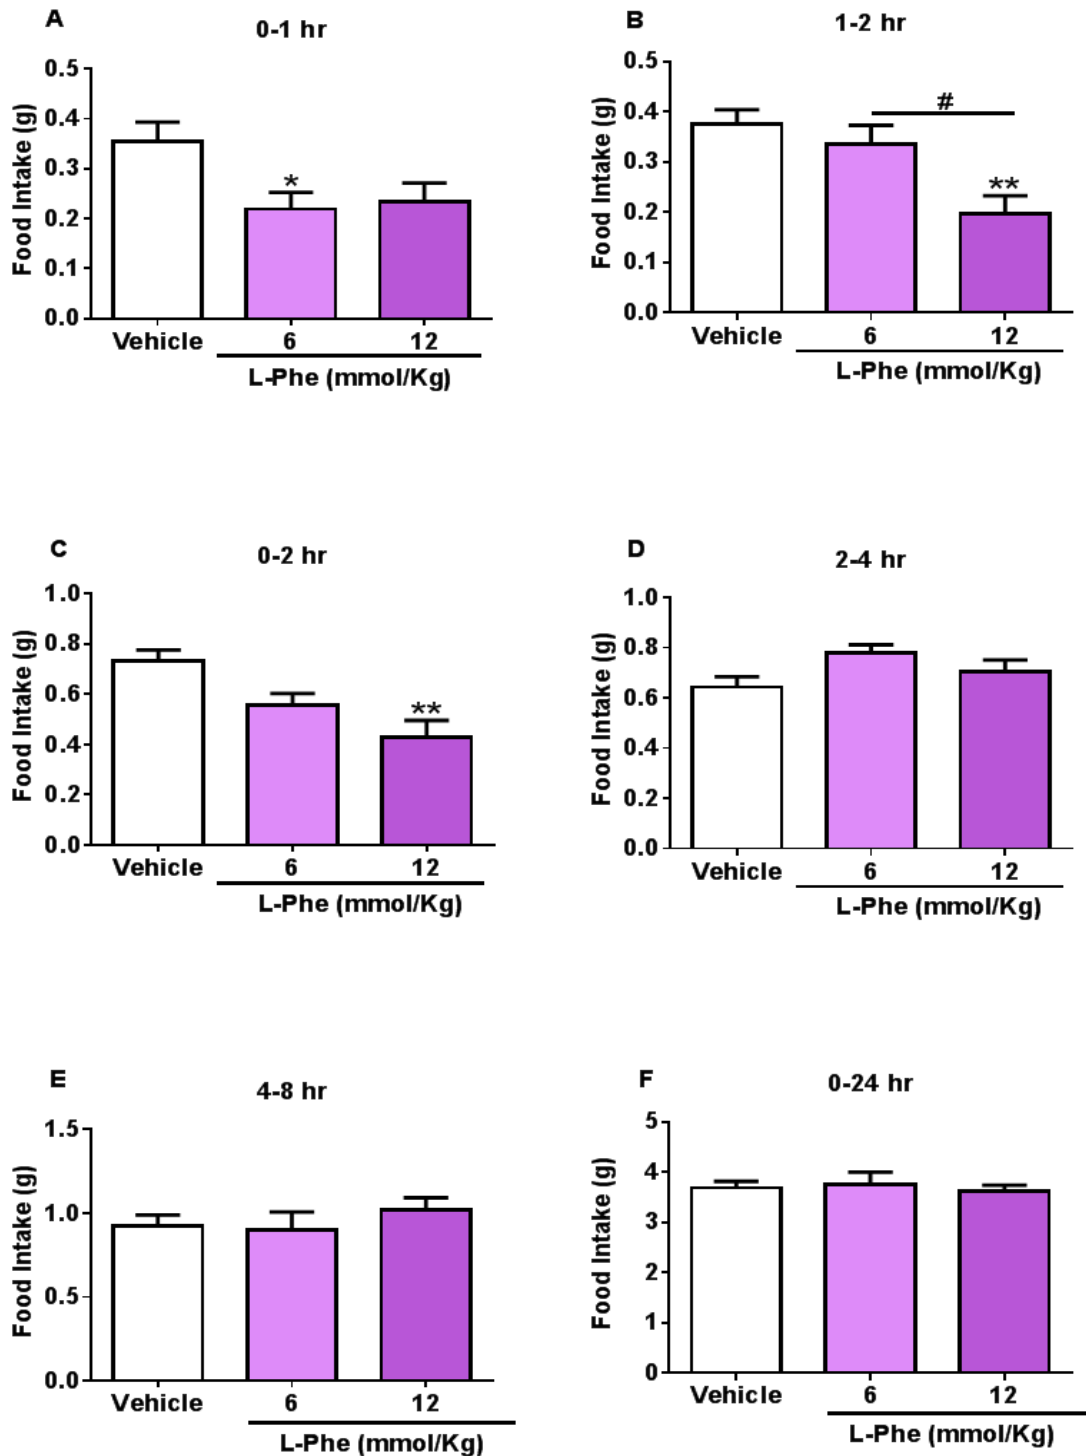 A
0-1 hr
Food Intake (g)
0.5
0.4
0.3
0.2
0.1
0.0
*
Vehicle 6 12
L-Phe (mmol/Kg)
B
1-2 hr
Food Intake (g)
0.5
0.4
0.3
0.2
0.1
0.0
#
**
Vehicle 6 12
L-Phe (mmol/Kg)
C
0-2 hr
Food Intake (g)
1.0
0.8
0.6
0.4
0.2
0.0
**
Vehicle 6 12
L-Phe (mmol/Kg)
D
2-4 hr
Food Intake (g)
1.0
0.8
0.6
0.4
0.2
0.0
Vehicle 6 12
L-Phe (mmol/Kg)
E
4-8 hr
Food Intake (g)
1.5
1.0
0.5
0.0
Vehicle 6 12
L-Phe (mmol/Kg)
F
0-24 hr
Food Intake (g)
5
4
3
2
1
0
Vehicle 6 12
L-Phe (mmol/Kg)